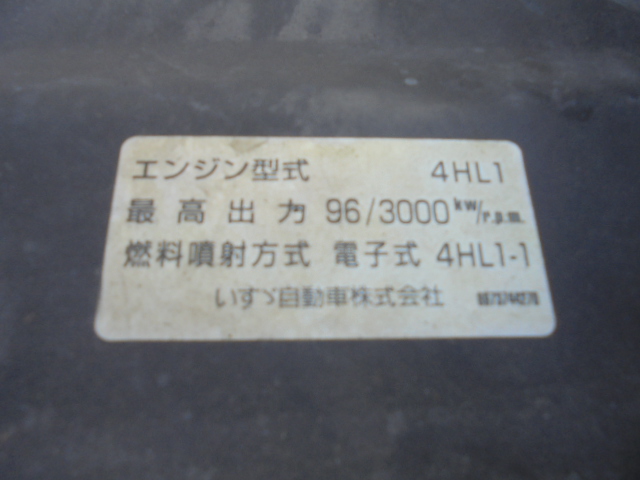 エンジン型式 4HL1
最高出力 96/3000 kW/r.p.m.
燃料噴射方式 電子式 4HL1-1
いすゞ自動車株式会社